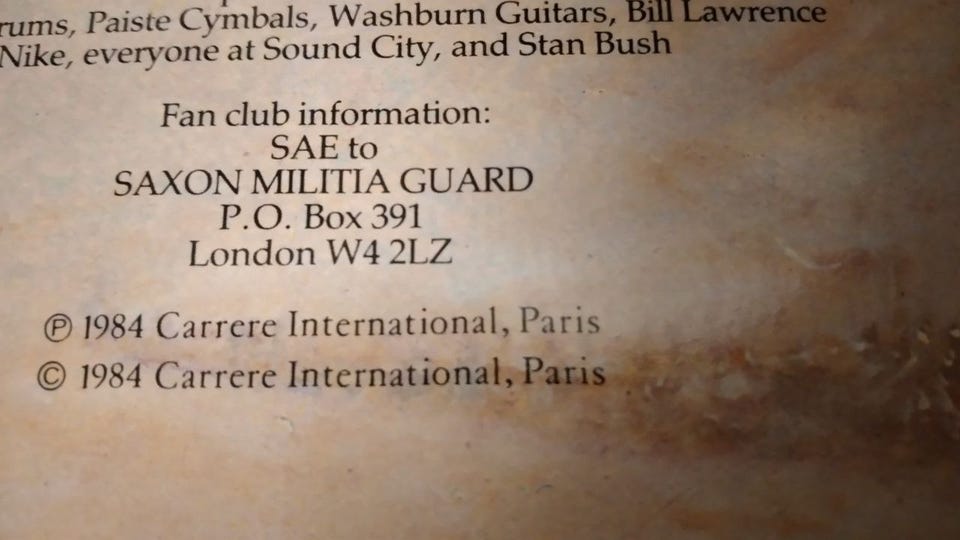 rums, Paiste Cymbals, Washburn Guitars, Bill Lawrence
Nike, everyone at Sound City, and Stan Bush
Fan club information:
SAE to
SAXON MILITIA GUARD
P.O. Box 391
London W4 2LZ
Ⓟ 1984 Carrere International, Paris
© 1984 Carrere International, Paris